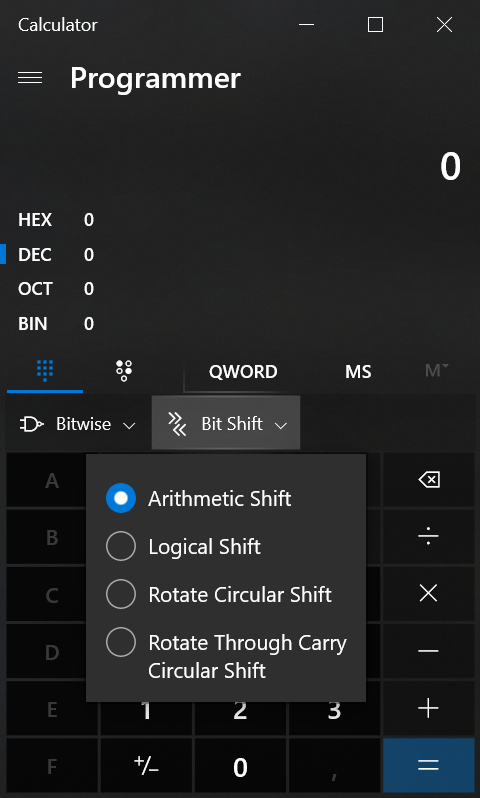 Calculator
Programmer
0
HEX 0
DEC 0
OCT 0
BIN 0
QWORD MS M
Bitwise Bit Shift
A
Arithmetic Shift
B
÷
Logical Shift
C
Rotate Circular Shift
×
D
Rotate Through Carry
Circular Shift
−
E 1 2 3 +
F +/− 0 , =